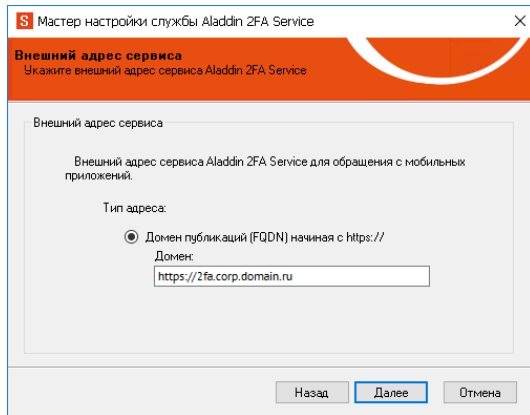 S Мастер настройки службы Aladdin 2FA Service
Внешний адрес сервиса
Укажите внешний адрес сервиса Aladdin 2FA Service
Внешний адрес сервиса
Внешний адрес сервиса Aladdin 2FA Service для обращения с мобильных
приложений.
Тип адреса:
Домен публикаций (FQDN) начиная с https://
Домен:
https://2fa.corp.domain.ru
Назад Далее Отмена